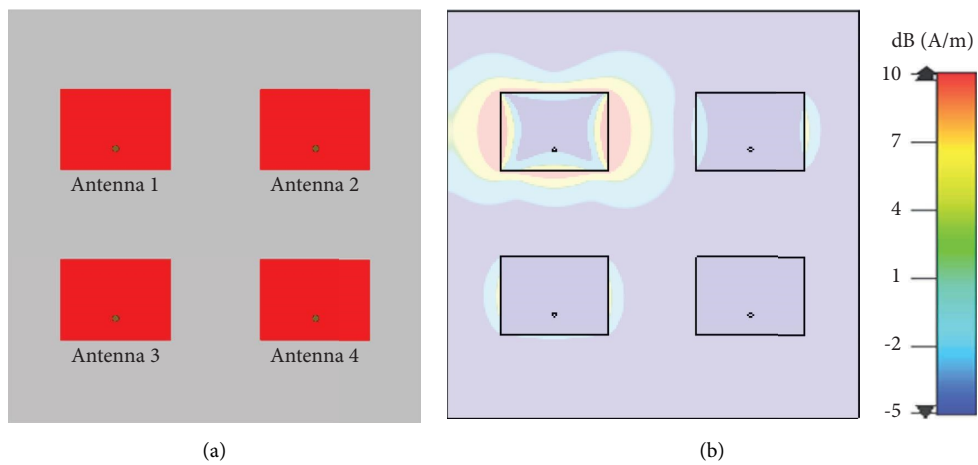 Antenna 1
Antenna 2
Antenna 3
Antenna 4
(a)
(b)
dB (A/m)
10
7
4
1
-2
-5